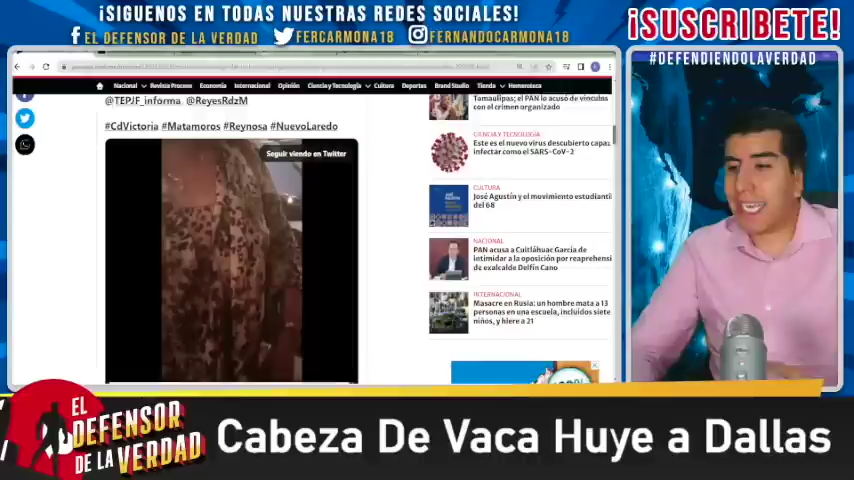 ¡SIGUENOS EN TODAS NUESTRAS REDES SOCIALES!
EL DEFENSOR DE LA VERDAD
FERCARMONA18
FERNANDOCARMONA18
¡SUSCRIBETE!
#DEFENDIENDOLAVERDAD
Nacional Revista Proceso Economía Internacional Opinión Ciencia y Tecnología Cultura Deportes Brand Studio Tienda Hemeroteca
@TEPJF_informa @ReyesRdzM
#CdVictoria #Matamoros #Reynosa #NuevoLaredo
Seguir viendo en Twitter
Tamaulipas; el PAN lo acusó de vínculos
con el crimen organizado
CIENCIA Y TECNOLOGÍA
Este es el nuevo virus descubierto capaz
infectar como el SARS-CoV-2
CULTURA
José Agustín y el movimiento estudiantil
del 68
NACIONAL
PAN acusa a Cuitláhuac García de
intimidar a la oposición por reaprehensi
de exalcalde Delfín Cano
INTERNACIONAL
Masacre en Rusia: un hombre mata a 13
personas en una escuela, incluidos siete
niños, y hiere a 21
EL
DEFENSOR
DE LA VERDAD
Cabeza De Vaca Huye a Dallas